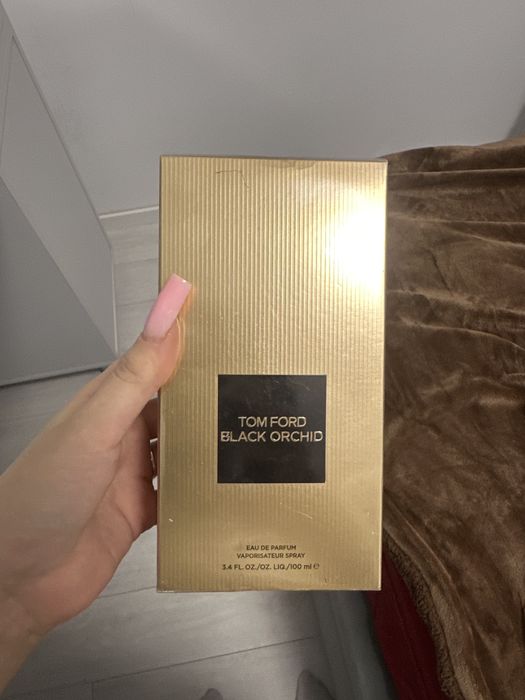 TOM FORD
BLACK ORCHID
EAU DE PARFUM
VAPORISATEUR SPRAY
3.4 FL. OZ./OZ. LIQ./100 ml ℮